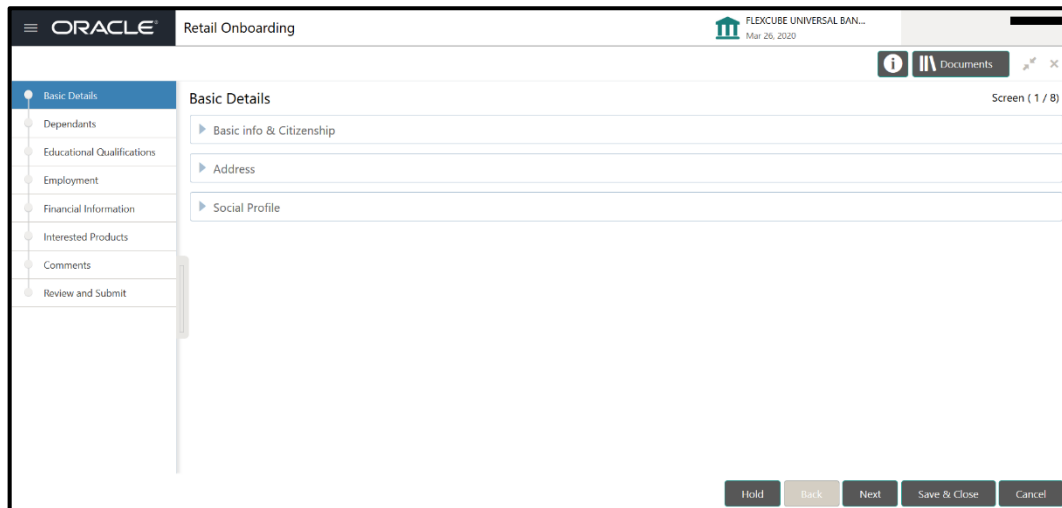 ORACLE®
Retail Onboarding
FLEXCUBE UNIVERSAL BAN...
Mar 26, 2020
i
Documents
Basic Details
Dependants
Educational Qualifications
Employment
Financial Information
Interested Products
Comments
Review and Submit
Basic Details
Screen ( 1 / 8)
Basic info & Citizenship
Address
Social Profile
Hold
Back
Next
Save & Close
Cancel